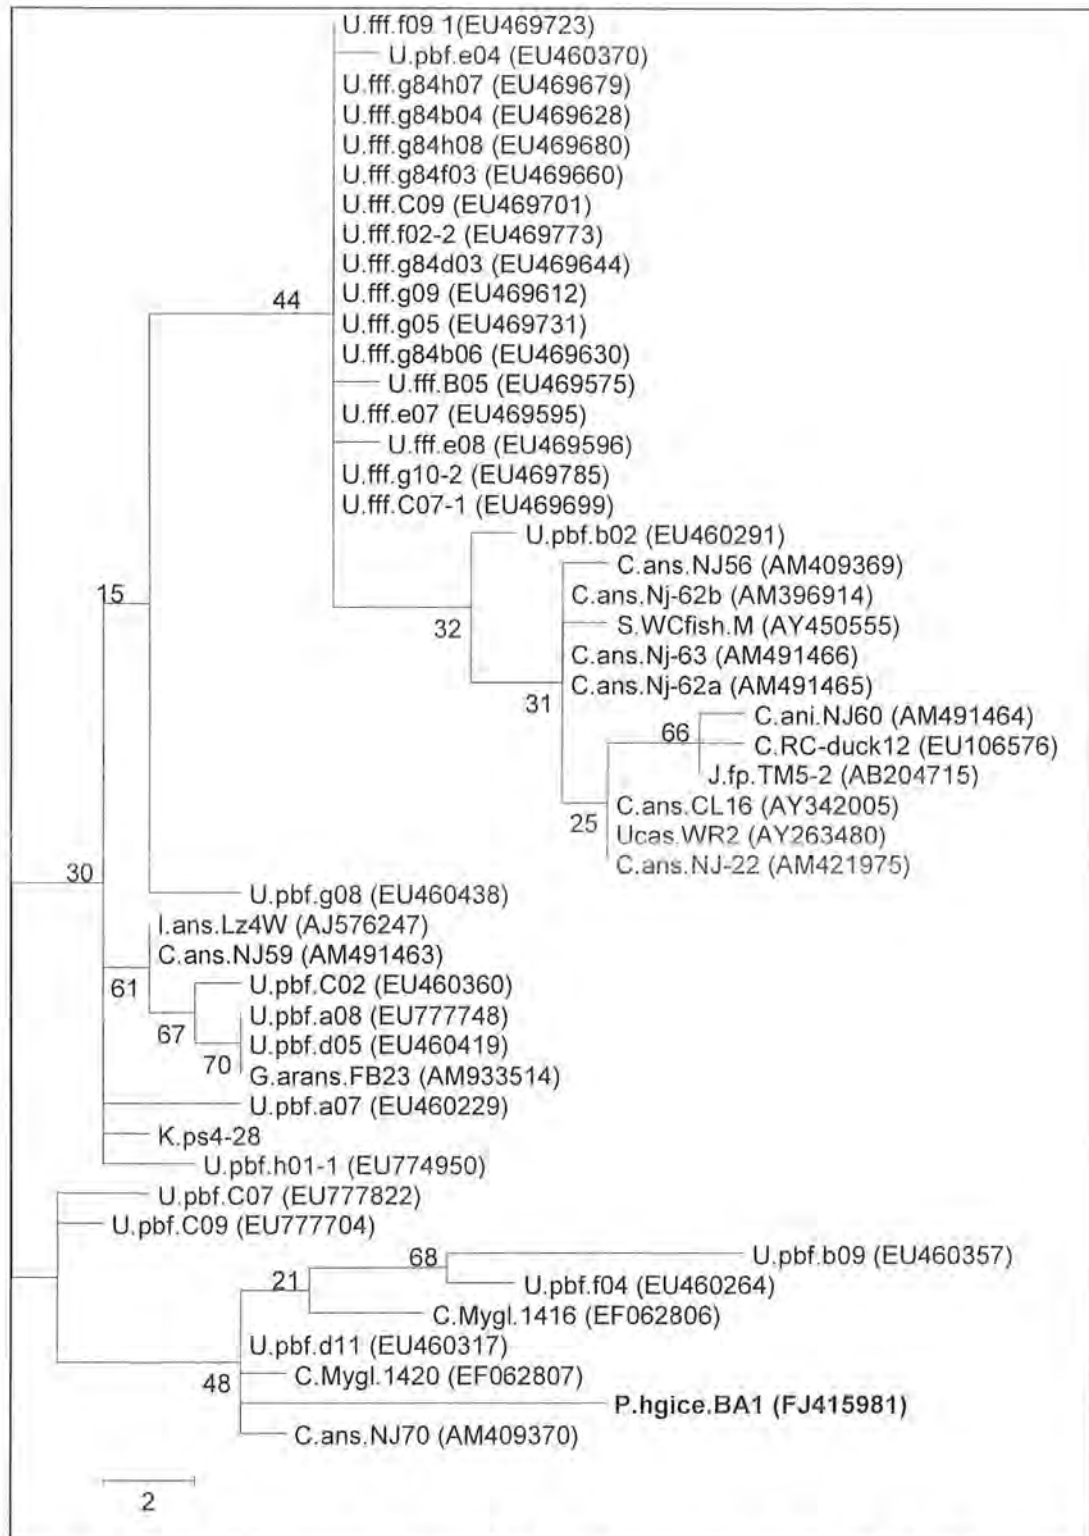 U.fff.f09 1(EU469723)
U.pbf.e04 (EU460370)
U.fff.g84h07 (EU469679)
U.fff.g84b04 (EU469628)
U.fff.g84h08 (EU469680)
U.fff.g84f03 (EU469660)
U.fff.C09 (EU469701)
U.fff.f02-2 (EU469773)
U.fff.g84d03 (EU469644)
44
U.fff.g09 (EU469612)
U.fff.g05 (EU469731)
U.fff.g84b06 (EU469630)
U.fff.B05 (EU469575)
U.fff.e07 (EU469595)
U.fff.e08 (EU469596)
U.fff.g10-2 (EU469785)
U.fff.C07-1 (EU469699)
U.pbf.b02 (EU460291)
C.ans.NJ56 (AM409369)
15
C.ans.Nj-62b (AM396914)
32
S.WCfish.M (AY450555)
C.ans.Nj-63 (AM491466)
C.ans.Nj-62a (AM491465)
31
C.ani.NJ60 (AM491464)
66
C.RC-duck12 (EU106576)
J.fp.TM5-2 (AB204715)
C.ans.CL16 (AY342005)
25
Ucas.WR2 (AY263480)
C.ans.NJ-22 (AM421975)
30
U.pbf.g08 (EU460438)
I.ans.Lz4W (AJ576247)
C.ans.NJ59 (AM491463)
61
U.pbf.C02 (EU460360)
U.pbf.a08 (EU777748)
67
U.pbf.d05 (EU460419)
70
G.arans.FB23 (AM933514)
U.pbf.a07 (EU460229)
K.ps4-28
U.pbf.h01-1 (EU774950)
U.pbf.C07 (EU777822)
U.pbf.C09 (EU777704)
68
U.pbf.b09 (EU460357)
21
U.pbf.f04 (EU460264)
C.Mygl.1416 (EF062806)
U.pbf.d11 (EU460317)
C.Mygl.1420 (EF062807)
48
P.hgice.BA1 (FJ415981)
C.ans.NJ70 (AM409370)
2